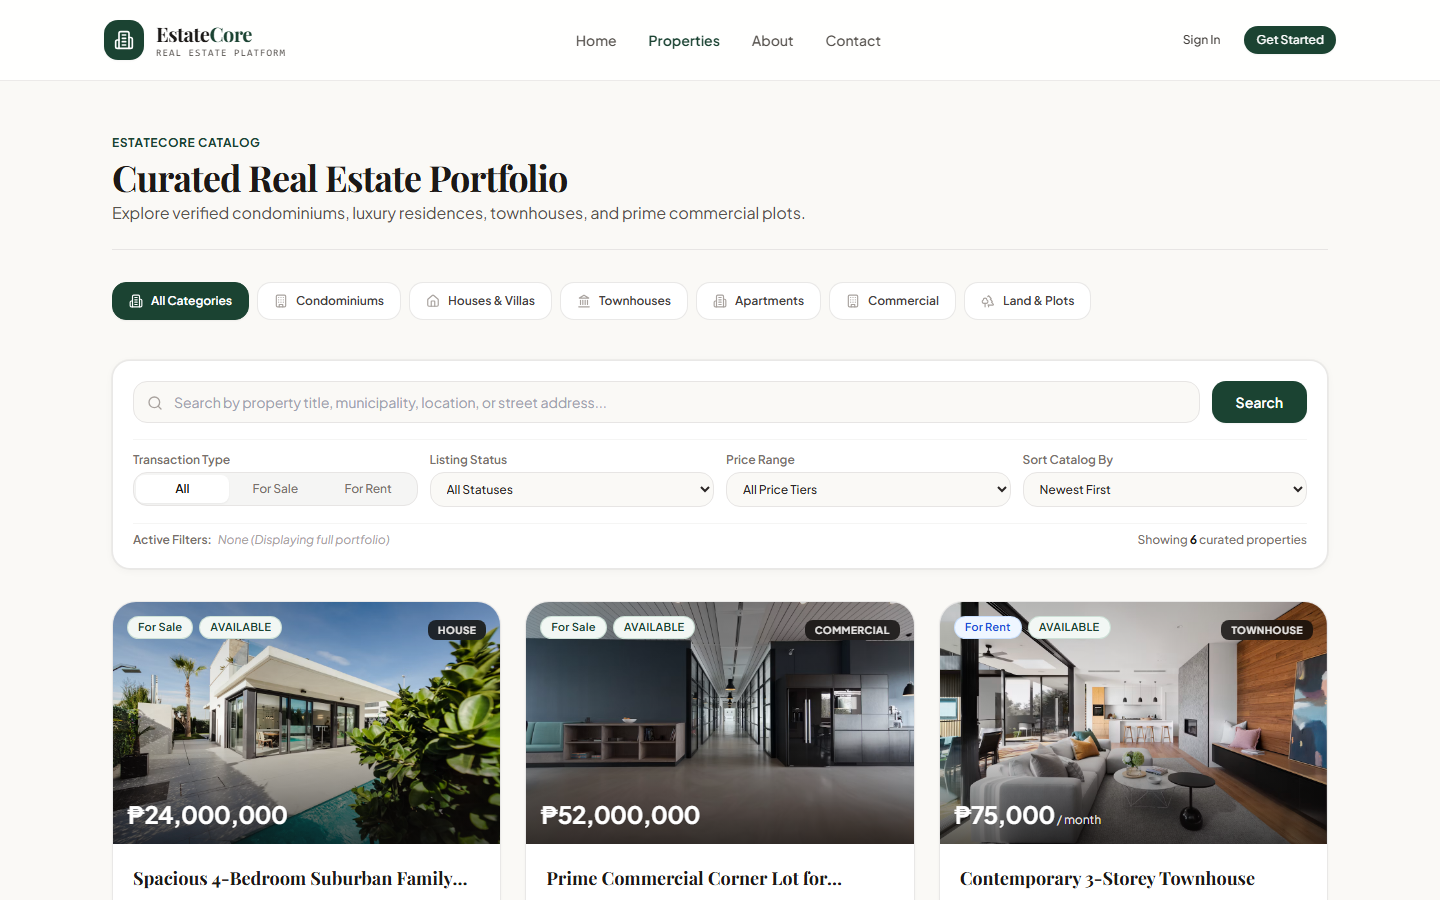 EstateCore
REAL ESTATE PLATFORM
Home
Properties
About
Contact
Sign In
Get Started
ESTATECORE CATALOG
Curated Real Estate Portfolio
Explore verified condominiums, luxury residences, townhouses, and prime commercial plots.
All Categories
Condominiums
Houses & Villas
Townhouses
Apartments
Commercial
Land & Plots
Search by property title, municipality, location, or street address...
Search
Transaction Type
Listing Status
Price Range
Sort Catalog By
All
For Sale
For Rent
All Statuses
All Price Tiers
Newest First
Active Filters: None (Displaying full portfolio)
Showing 6 curated properties
For Sale
AVAILABLE
HOUSE
₱24,000,000
Spacious 4-Bedroom Suburban Family...
For Sale
AVAILABLE
COMMERCIAL
₱52,000,000
Prime Commercial Corner Lot for...
For Rent
AVAILABLE
TOWNHOUSE
₱75,000 / month
Contemporary 3-Storey Townhouse